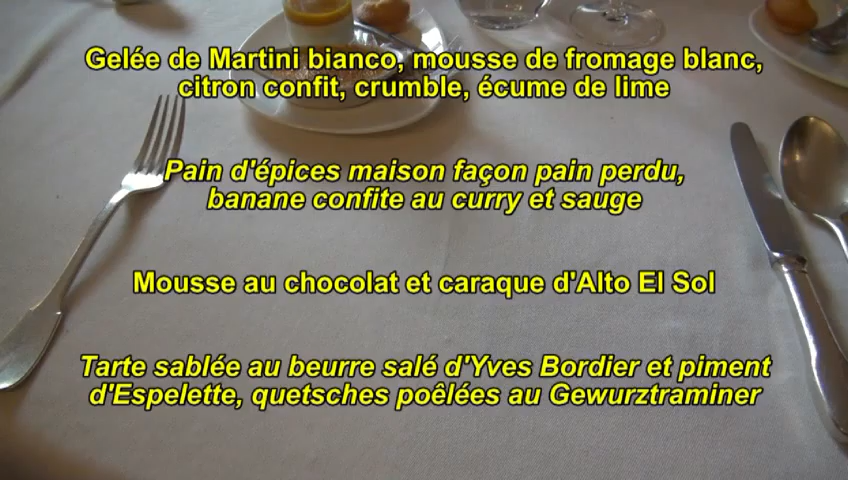 Gelée de Martini bianco, mousse de fromage blanc,
citron confit, crumble, écume de lime
Pain d'épices maison façon pain perdu,
banane confite au curry et sauge
Mousse au chocolat et caraque d'Alto El Sol
Tarte sablée au beurre salé d'Yves Bordier et piment
d'Espelette, quetsches poêlées au Gewurztraminer